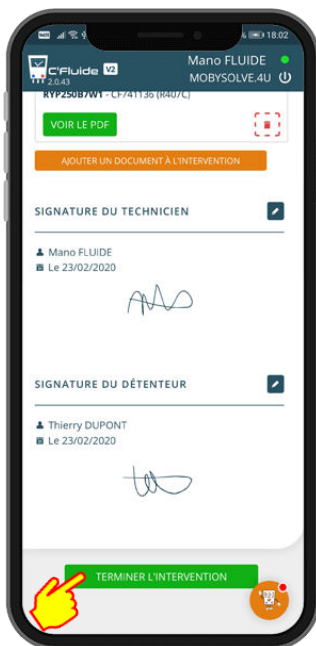 18:02
C'Fluide V2
2.0.43
Mano FLUIDE
MOBYSOLVE.4U
RYP250B7W1 - CF741136 (R407C)
VOIR LE PDF
AJOUTER UN DOCUMENT À L'INTERVENTION
SIGNATURE DU TECHNICIEN
Mano FLUIDE
Le 23/02/2020
SIGNATURE DU DÉTENTEUR
Thierry DUPONT
Le 23/02/2020
TERMINER L'INTERVENTION